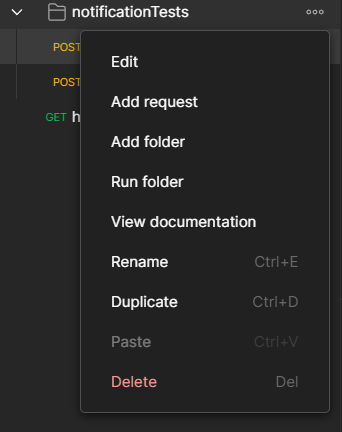 notificationTests
POST
Edit
Add request
POST
Add folder
GET h
Run folder
View documentation
Rename Ctrl+E
Duplicate Ctrl+D
Paste Ctrl+V
Delete Del